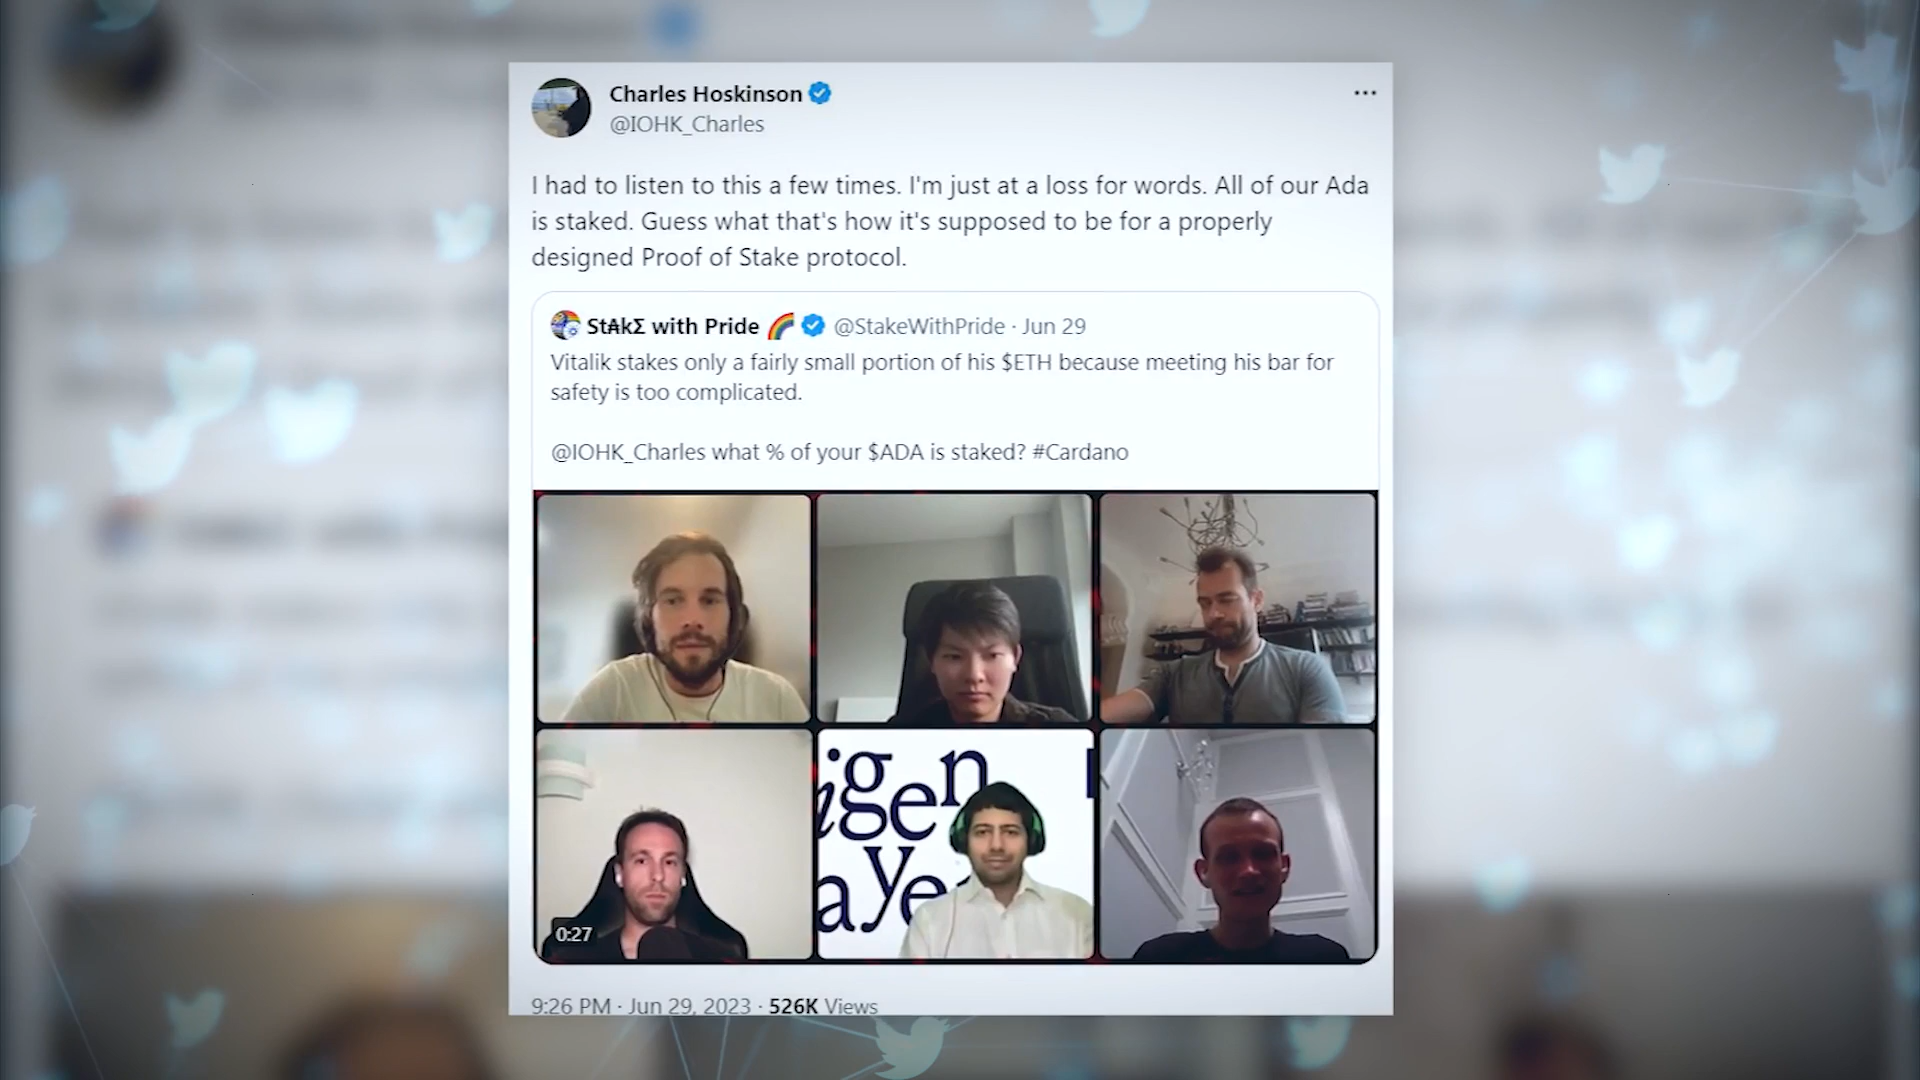 Charles Hoskinson
@IOHK_Charles
I had to listen to this a few times. I'm just at a loss for words. All of our Ada
is staked. Guess what that's how it's supposed to be for a properly
designed Proof of Stake protocol.
St₳kΣ with Pride 🌈 @StakeWithPride · Jun 29
Vitalik stakes only a fairly small portion of his $ETH because meeting his bar for
safety is too complicated.
@IOHK_Charles what % of your $ADA is staked? #Cardano
igen
aye
0:27
9:26 PM · Jun 29, 2023 · 526K Views